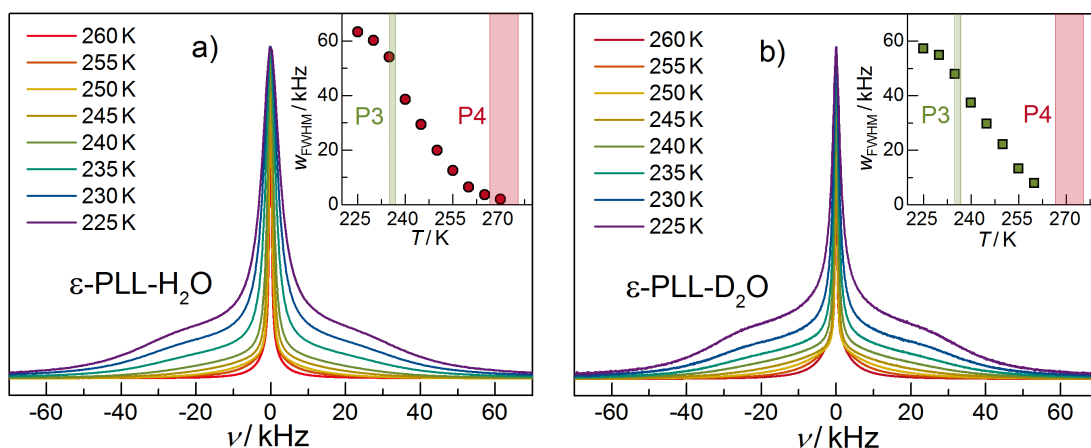 a)
260 K
255 K
250 K
245 K
240 K
235 K
230 K
225 K
ε-PLL-H₂O
w_FWHM / kHz
60
40
20
0
P3
P4
225 240 255 270
T / K
-60 -40 -20 0 20 40 60
ν / kHz
b)
260 K
255 K
250 K
245 K
240 K
235 K
230 K
225 K
ε-PLL-D₂O
w_FWHM / kHz
60
40
20
0
P3
P4
225 240 255 270
T / K
-60 -40 -20 0 20 40 60
ν / kHz